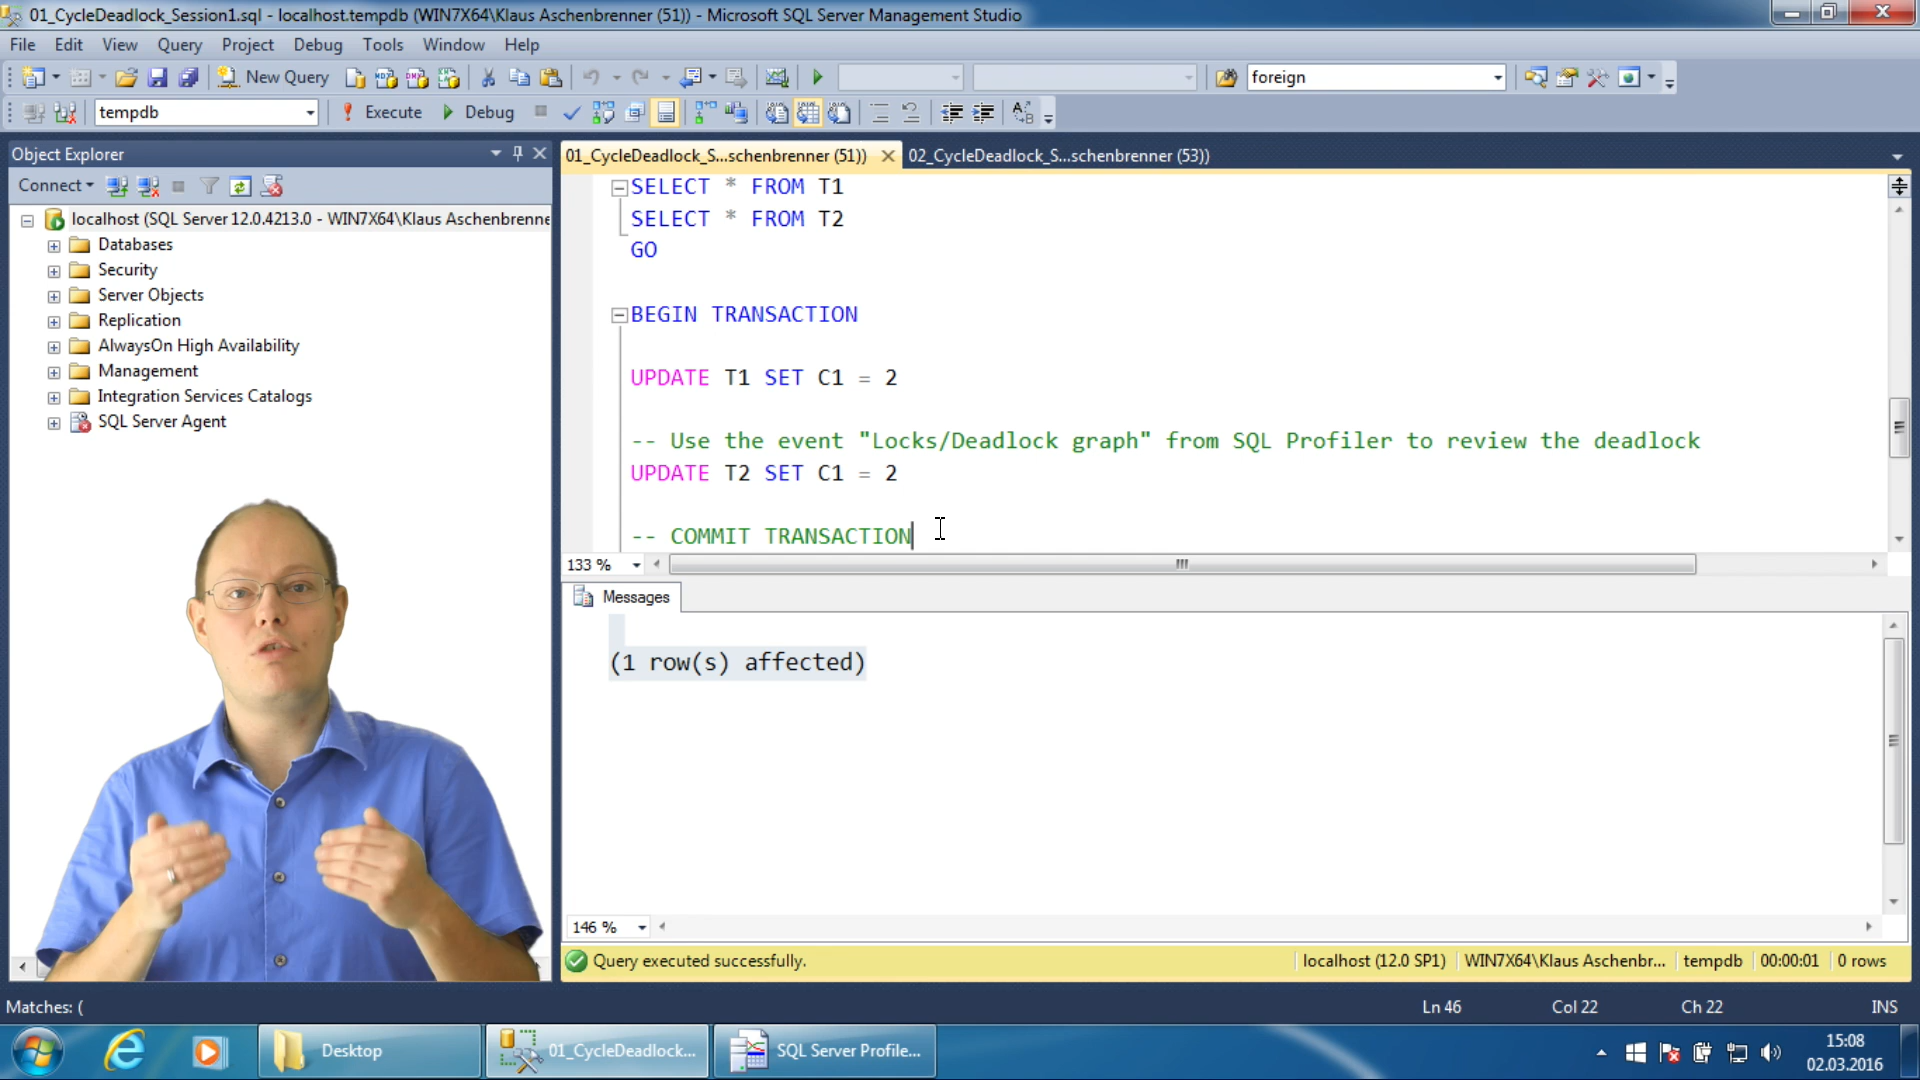 01_CycleDeadlock_Session1.sql - localhost.tempdb (WIN7X64\Klaus Aschenbrenner (51)) - Microsoft SQL Server Management Studio
File Edit View Query Project Debug Tools Window Help
New Query foreign
tempdb Execute Debug
Object Explorer
Connect
localhost (SQL Server 12.0.4213.0 - WIN7X64\Klaus Aschenbrenne
Databases
Security
Server Objects
Replication
AlwaysOn High Availability
Management
Integration Services Catalogs
SQL Server Agent
01_CycleDeadlock_S...schenbrenner (51)) 02_CycleDeadlock_S...schenbrenner (53))
SELECT * FROM T1
SELECT * FROM T2
GO
BEGIN TRANSACTION
UPDATE T1 SET C1 = 2
-- Use the event "Locks/Deadlock graph" from SQL Profiler to review the deadlock
UPDATE T2 SET C1 = 2
-- COMMIT TRANSACTION
133 %
Messages
(1 row(s) affected)
146 %
Query executed successfully. localhost (12.0 SP1) WIN7X64\Klaus Aschenbr... tempdb 00:00:01 0 rows
Matches: ( Ln 46 Col 22 Ch 22 INS
Desktop 01_CycleDeadlock... SQL Server Profile... 15:08
02.03.2016